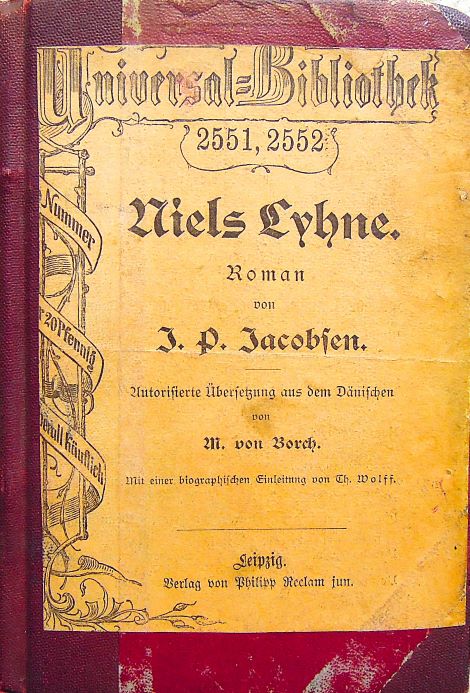 Universal-Bibliothek
2551, 2552
Nummer
20 Pfennig
überall käuflich
Niels Lyhne.
Roman
von
J. P. Jacobsen.
Autorisierte Übersetzung aus dem Dänischen
von
M. von Borch.
Mit einer biographischen Einleitung von Th. Wolff.
Leipzig.
Verlag von Philipp Reclam jun.